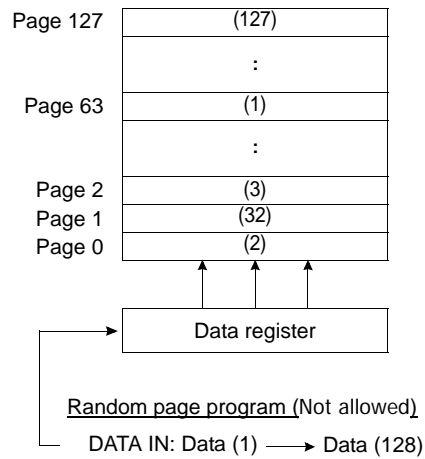 Page 127 (127)
:
Page 63 (1)
:
Page 2 (3)
Page 1 (32)
Page 0 (2)
Data register
Random page program (Not allowed)
DATA IN: Data (1) Data (128)